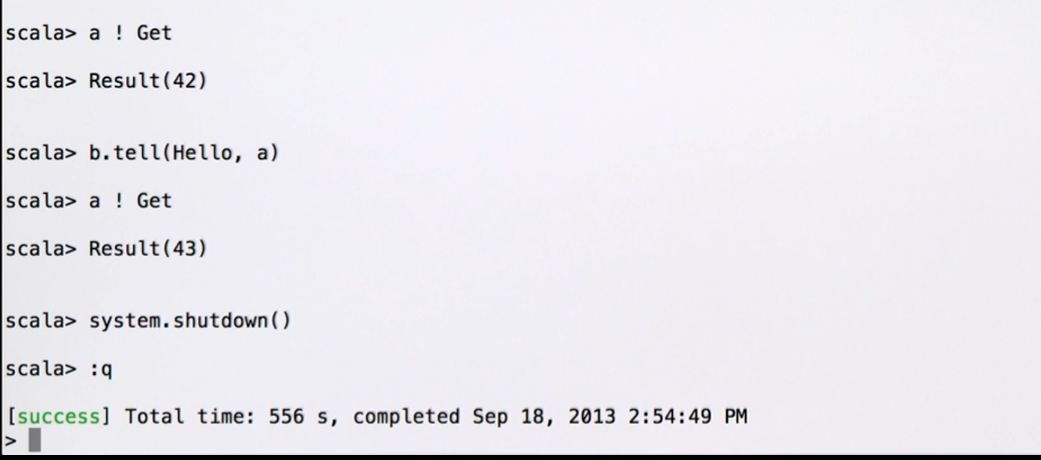 scala> a ! Get
scala> Result(42)
scala> b.tell(Hello, a)
scala> a ! Get
scala> Result(43)
scala> system.shutdown()
scala> :q
[success] Total time: 556 s, completed Sep 18, 2013 2:54:49 PM
>